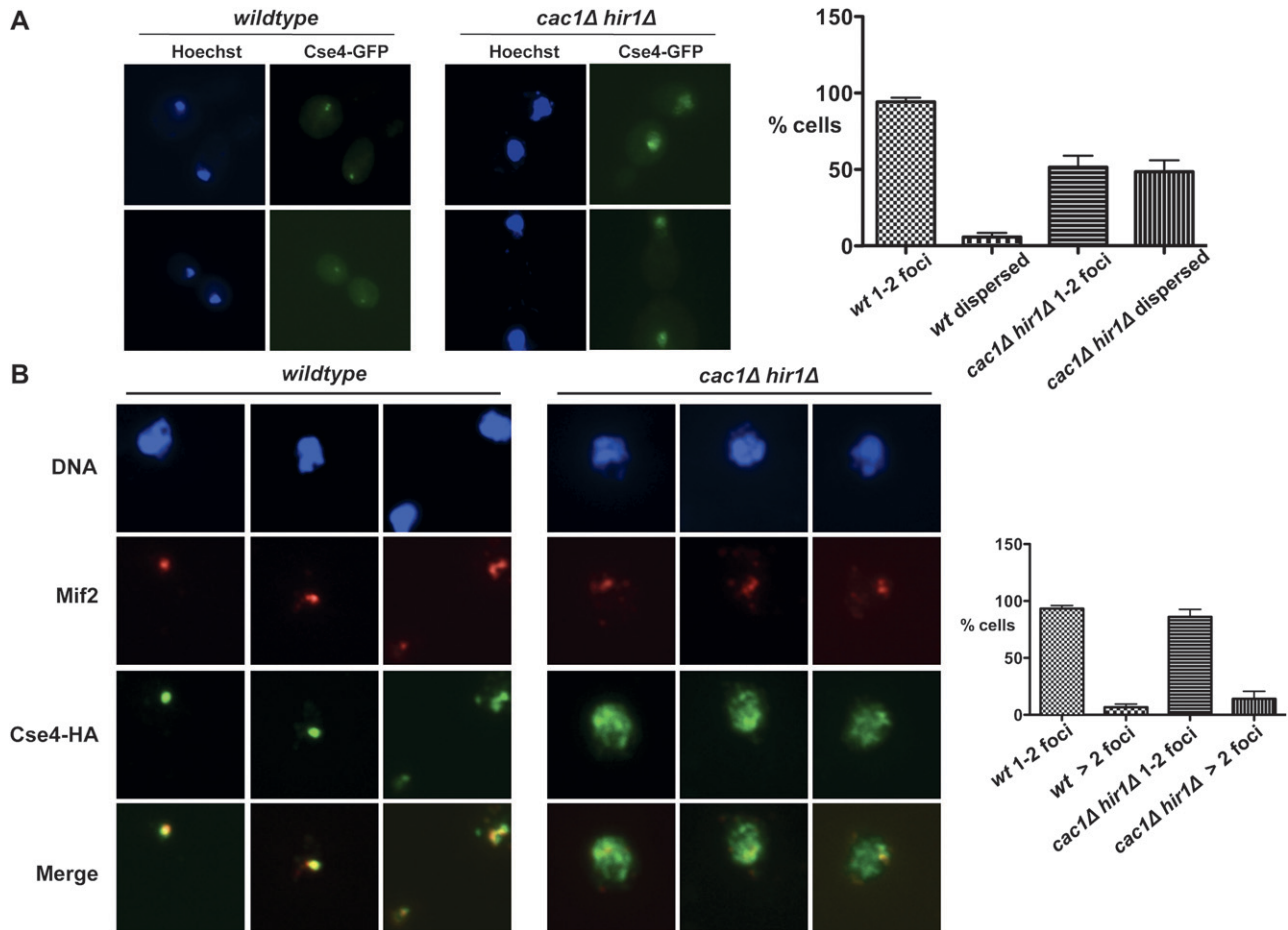 A
wildtype
cac1Δ hir1Δ
Hoechst
Cse4-GFP
Hoechst
Cse4-GFP
150
100
% cells
50
0
wt 1-2 foci
wt dispersed
cac1Δ hir1Δ 1-2 foci
cac1Δ hir1Δ dispersed
B
wildtype
cac1Δ hir1Δ
DNA
Mif2
Cse4-HA
Merge
150
100
% cells
50
0
wt 1-2 foci
wt > 2 foci
cac1Δ hir1Δ 1-2 foci
cac1Δ hir1Δ > 2 foci